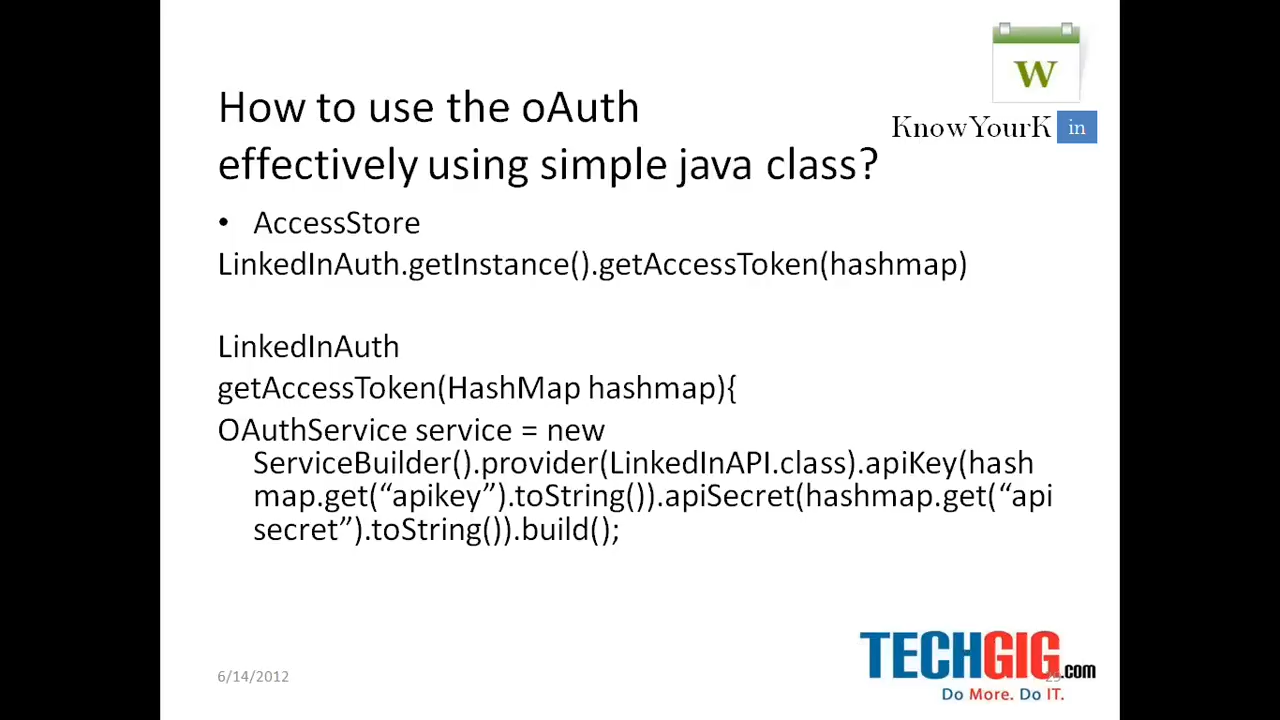 W
KnowYourK in
How to use the oAuth
effectively using simple java class?
• AccessStore
LinkedInAuth.getInstance().getAccessToken(hashmap)
LinkedInAuth
getAccessToken(HashMap hashmap){
OAuthService service = new
ServiceBuilder().provider(LinkedInAPI.class).apiKey(hash
map.get(“apikey”).toString()).apiSecret(hashmap.get(“api
secret”).toString()).build();
TECHGIG.com
Do More. Do IT.
6/14/2012